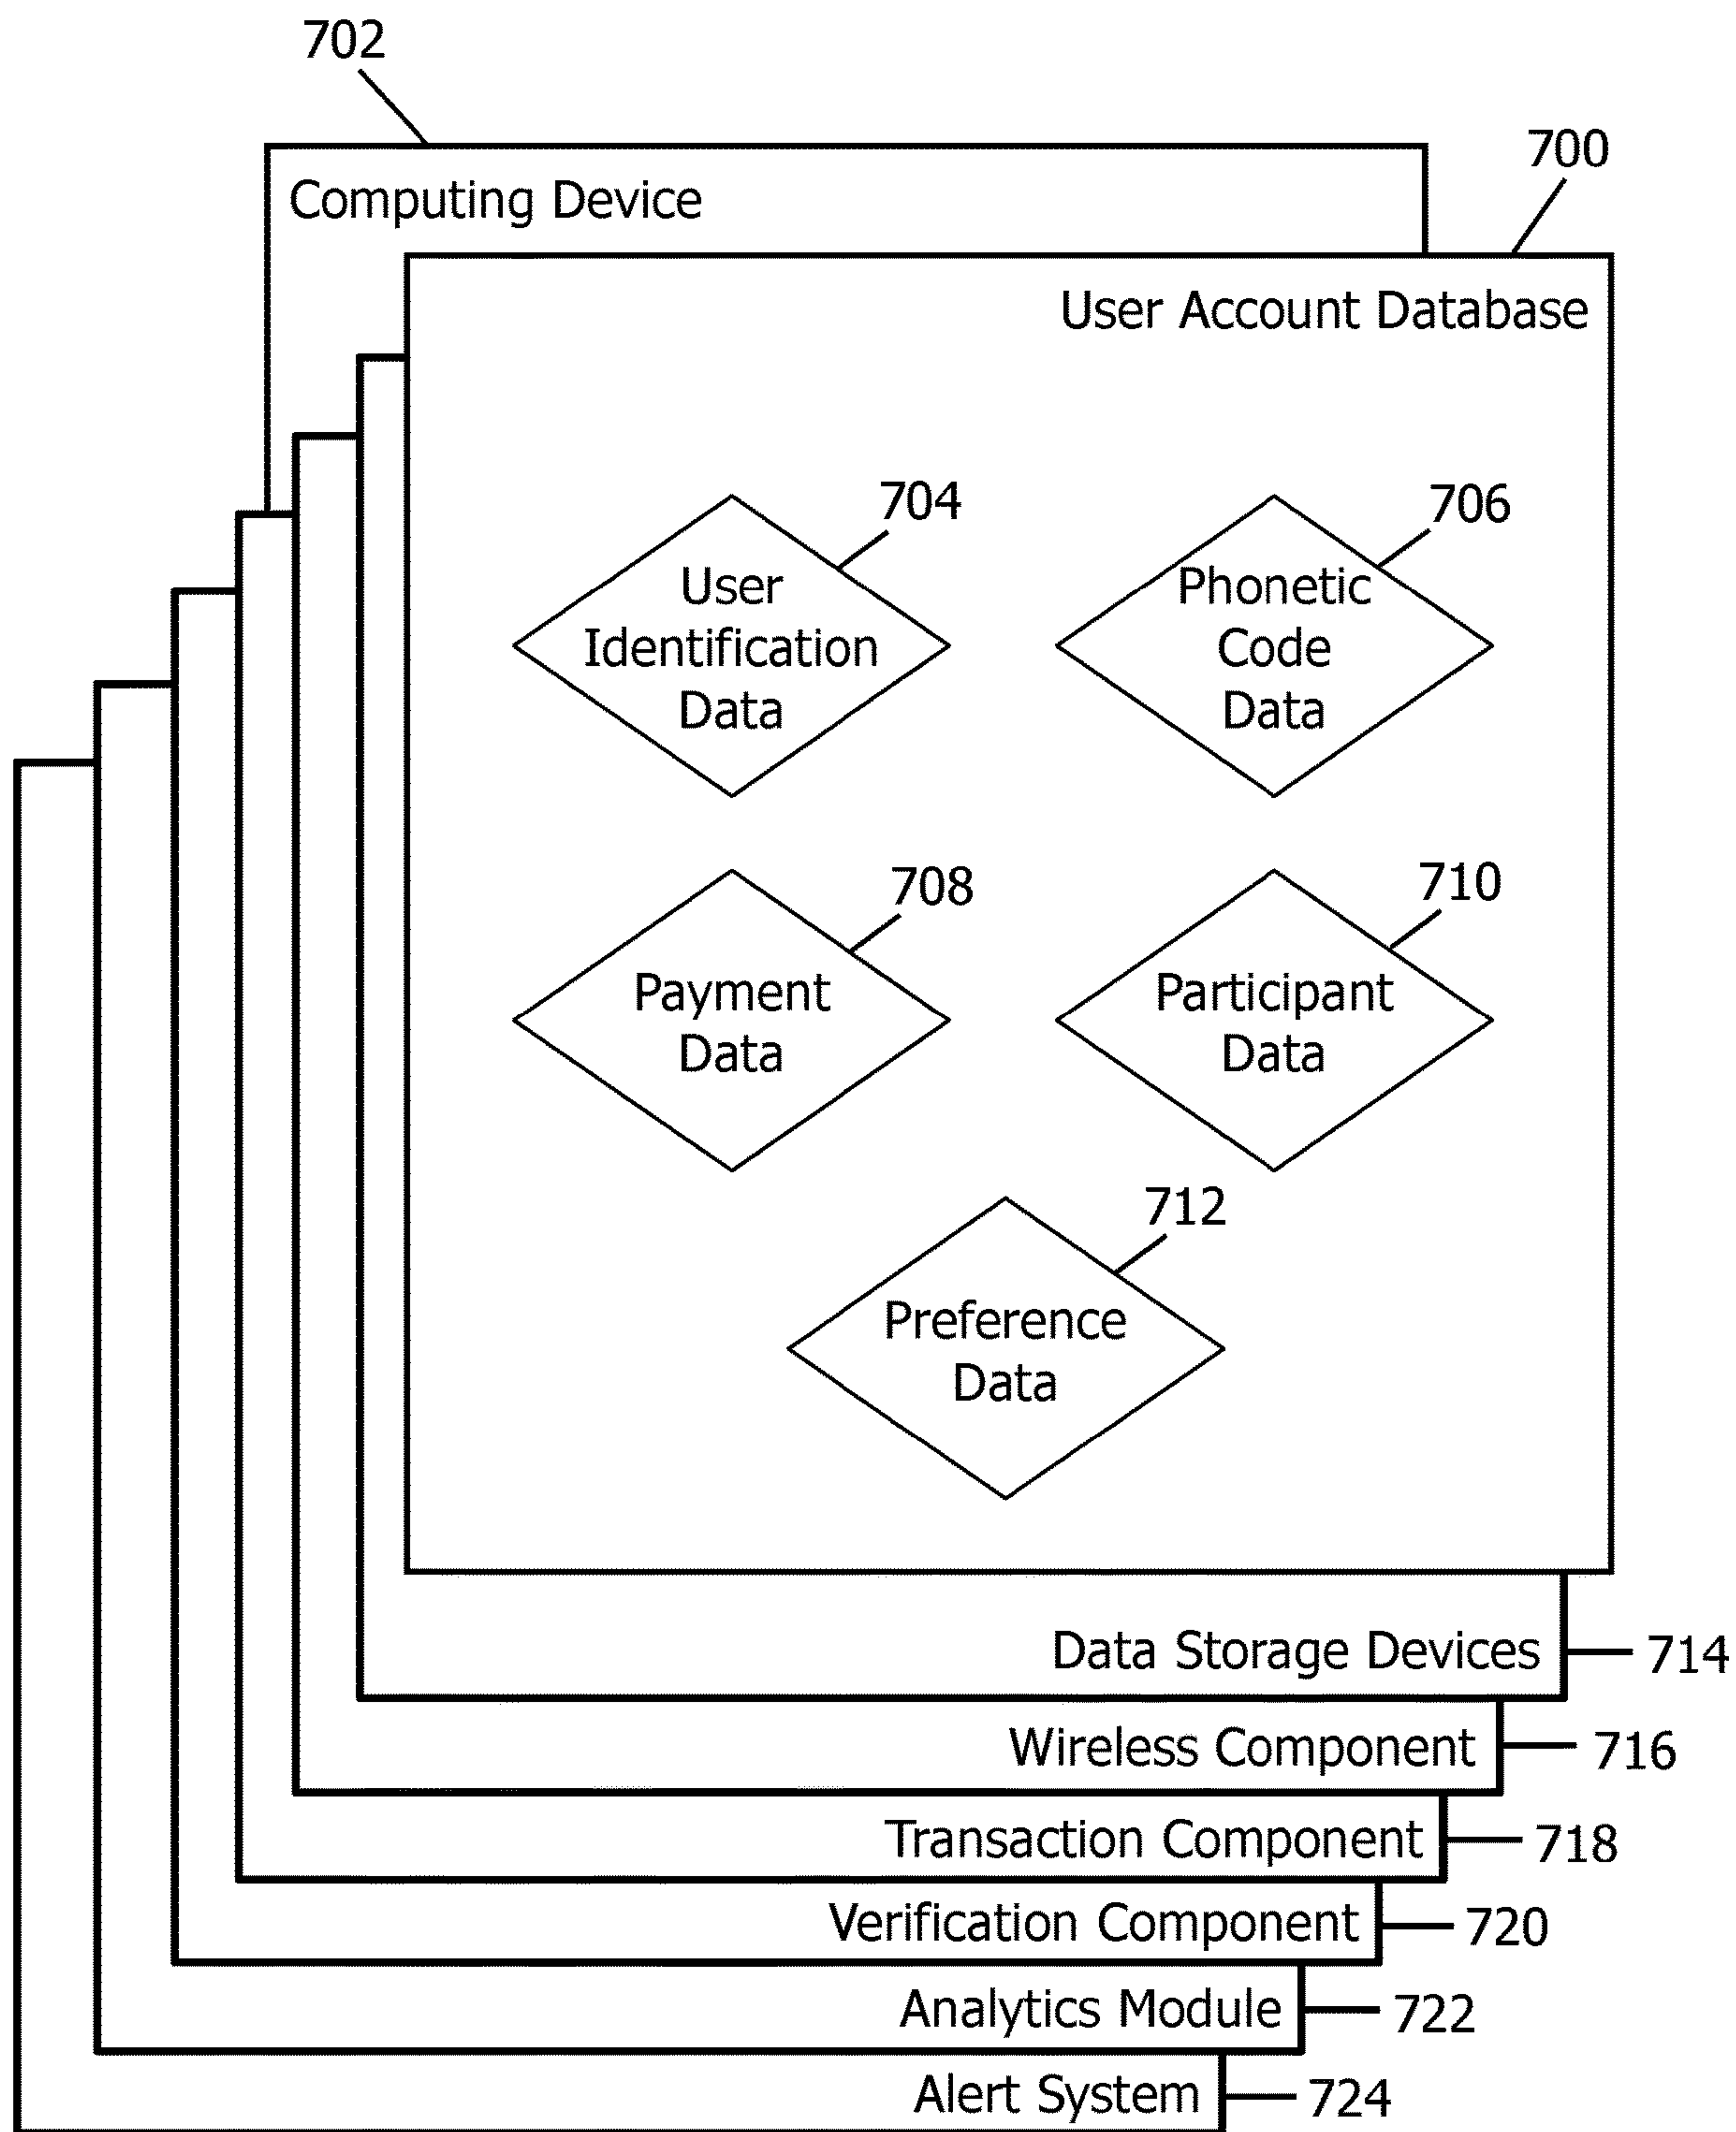 702
700
Computing Device
User Account Database
704
706
User
Identification
Data
Phonetic
Code
Data
708
710
Payment
Data
Participant
Data
712
Preference
Data
Data Storage Devices
714
Wireless Component
716
Transaction Component
718
Verification Component
720
Analytics Module
722
Alert System
724